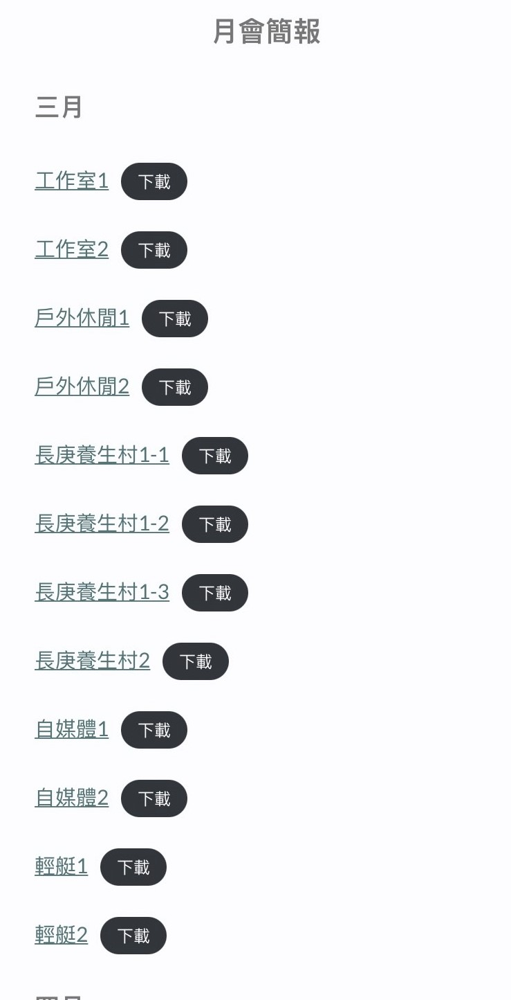 月會簡報
三月
工作室1 下載
工作室2 下載
戶外休閒1 下載
戶外休閒2 下載
長庚養生村1-1 下載
長庚養生村1-2 下載
長庚養生村1-3 下載
長庚養生村2 下載
自媒體1 下載
自媒體2 下載
輕艇1 下載
輕艇2 下載